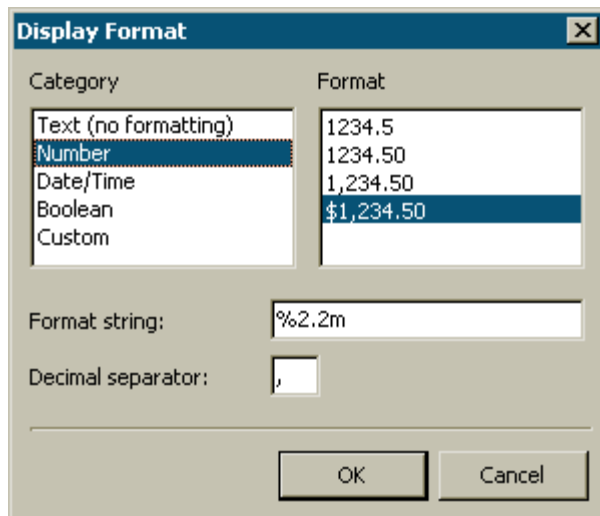 Display Format
Category
Format
Text (no formatting)
Number
Date/Time
Boolean
Custom
1234.5
1234.50
1,234.50
$1,234.50
Format string:
%2.2m
Decimal separator:
,
OK
Cancel